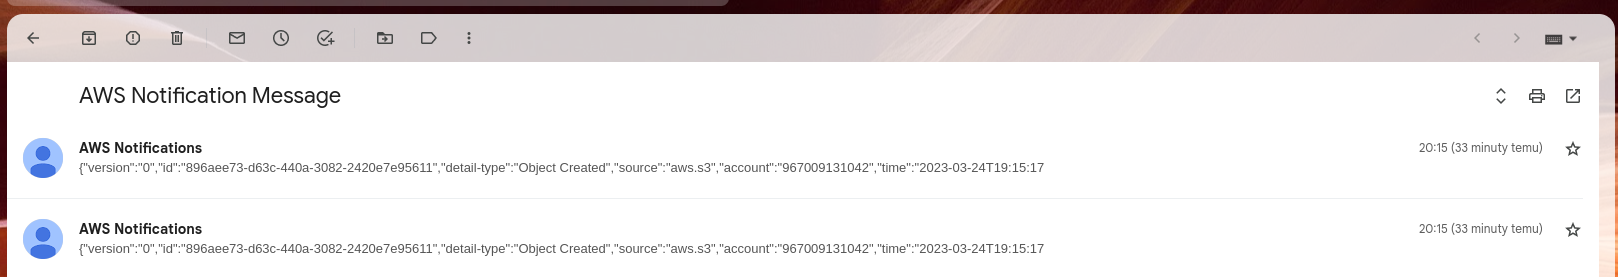 AWS Notification Message
AWS Notifications
20:15 (33 minuty temu)
{"version":"0","id":"896aee73-d63c-440a-3082-2420e7e95611","detail-type":"Object Created","source":"aws.s3","account":"967009131042","time":"2023-03-24T19:15:17
AWS Notifications
20:15 (33 minuty temu)
{"version":"0","id":"896aee73-d63c-440a-3082-2420e7e95611","detail-type":"Object Created","source":"aws.s3","account":"967009131042","time":"2023-03-24T19:15:17